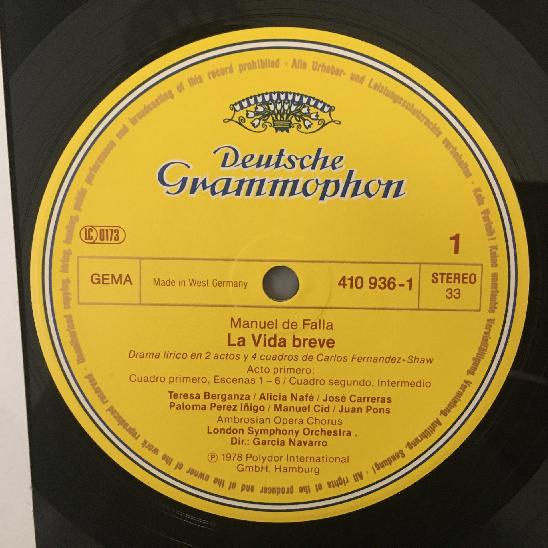 Deutsche
Grammophon
LC 0173
1
GEMA
Made in West Germany
410 936-1
STEREO
33
Manuel de Falla
La Vida breve
Drama lírico en 2 actos y 4 cuadros de Carlos Fernandez-Shaw
Acto primero:
Cuadro primero, Escenas 1 – 6 / Cuadro segundo. Intermedio
Teresa Berganza / Alicia Nafé / José Carreras
Paloma Perez Iñigo / Manuel Cid / Juan Pons
Ambrosian Opera Chorus
London Symphony Orchestra .
Dir.: Garcia Navarro
Ⓟ 1978 Polydor International
GmbH, Hamburg
Alle Urheber- und Leistungsschutzrechte vorbehalten · Kein Verleih! Keine unerlaubte Vervielfältigung, Vermietung, Aufführung, Sendung! · All rights of the producer and of the owner of the work reproduced reserved · Unauthorized copying, hiring, lending, public performance and broadcasting of this record prohibited ·